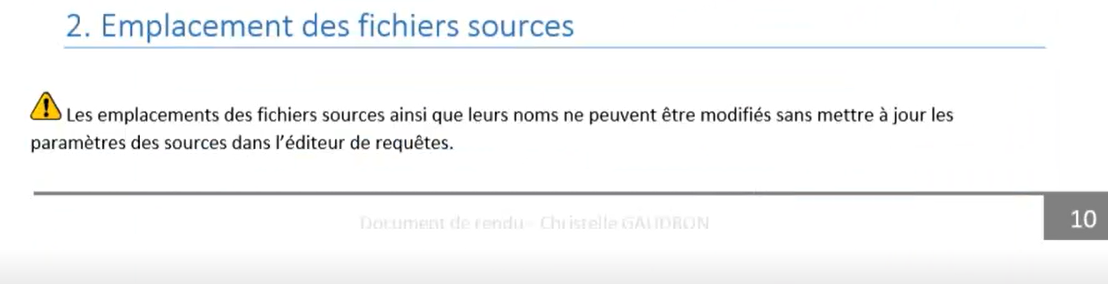 2. Emplacement des fichiers sources
Les emplacements des fichiers sources ainsi que leurs noms ne peuvent être modifiés sans mettre à jour les
paramètres des sources dans l’éditeur de requêtes.
Document de rendu - Christelle GAUDRON
10